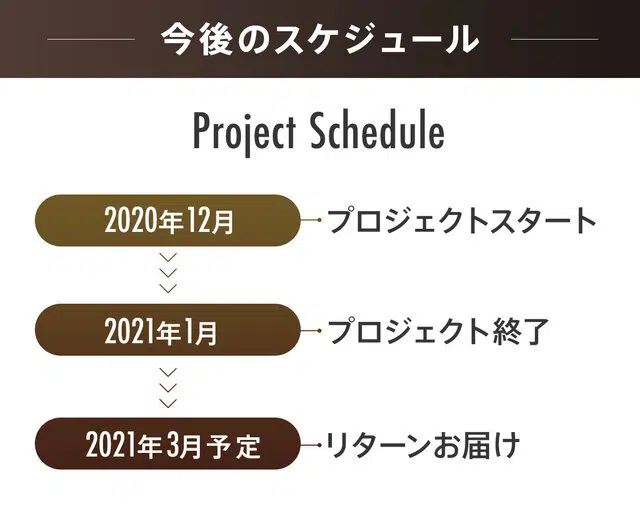 今後のスケジュール
Project Schedule
2020年12月
プロジェクトスタート
2021年1月
プロジェクト終了
2021年3月予定
リターンお届け